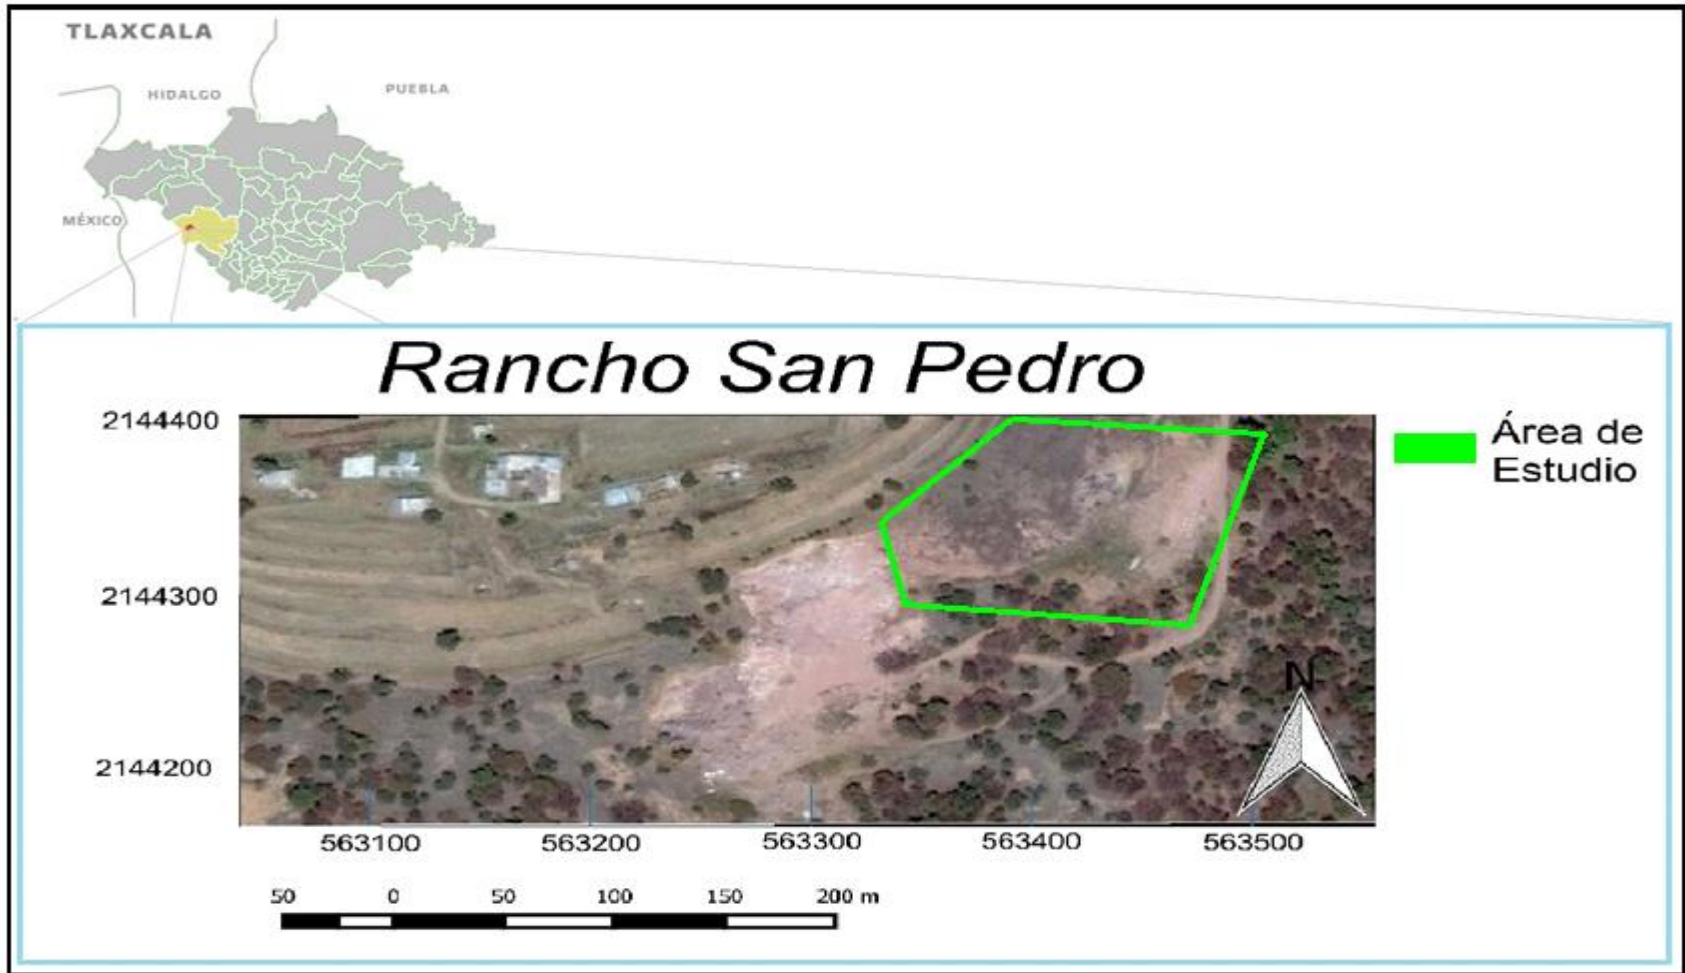 TLAXCALA
HIDALGO
PUEBLA
MÉXICO
Rancho San Pedro
2144400
2144300
2144200
Área de
Estudio
N
563100 563200 563300 563400 563500
50 0 50 100 150 200 m